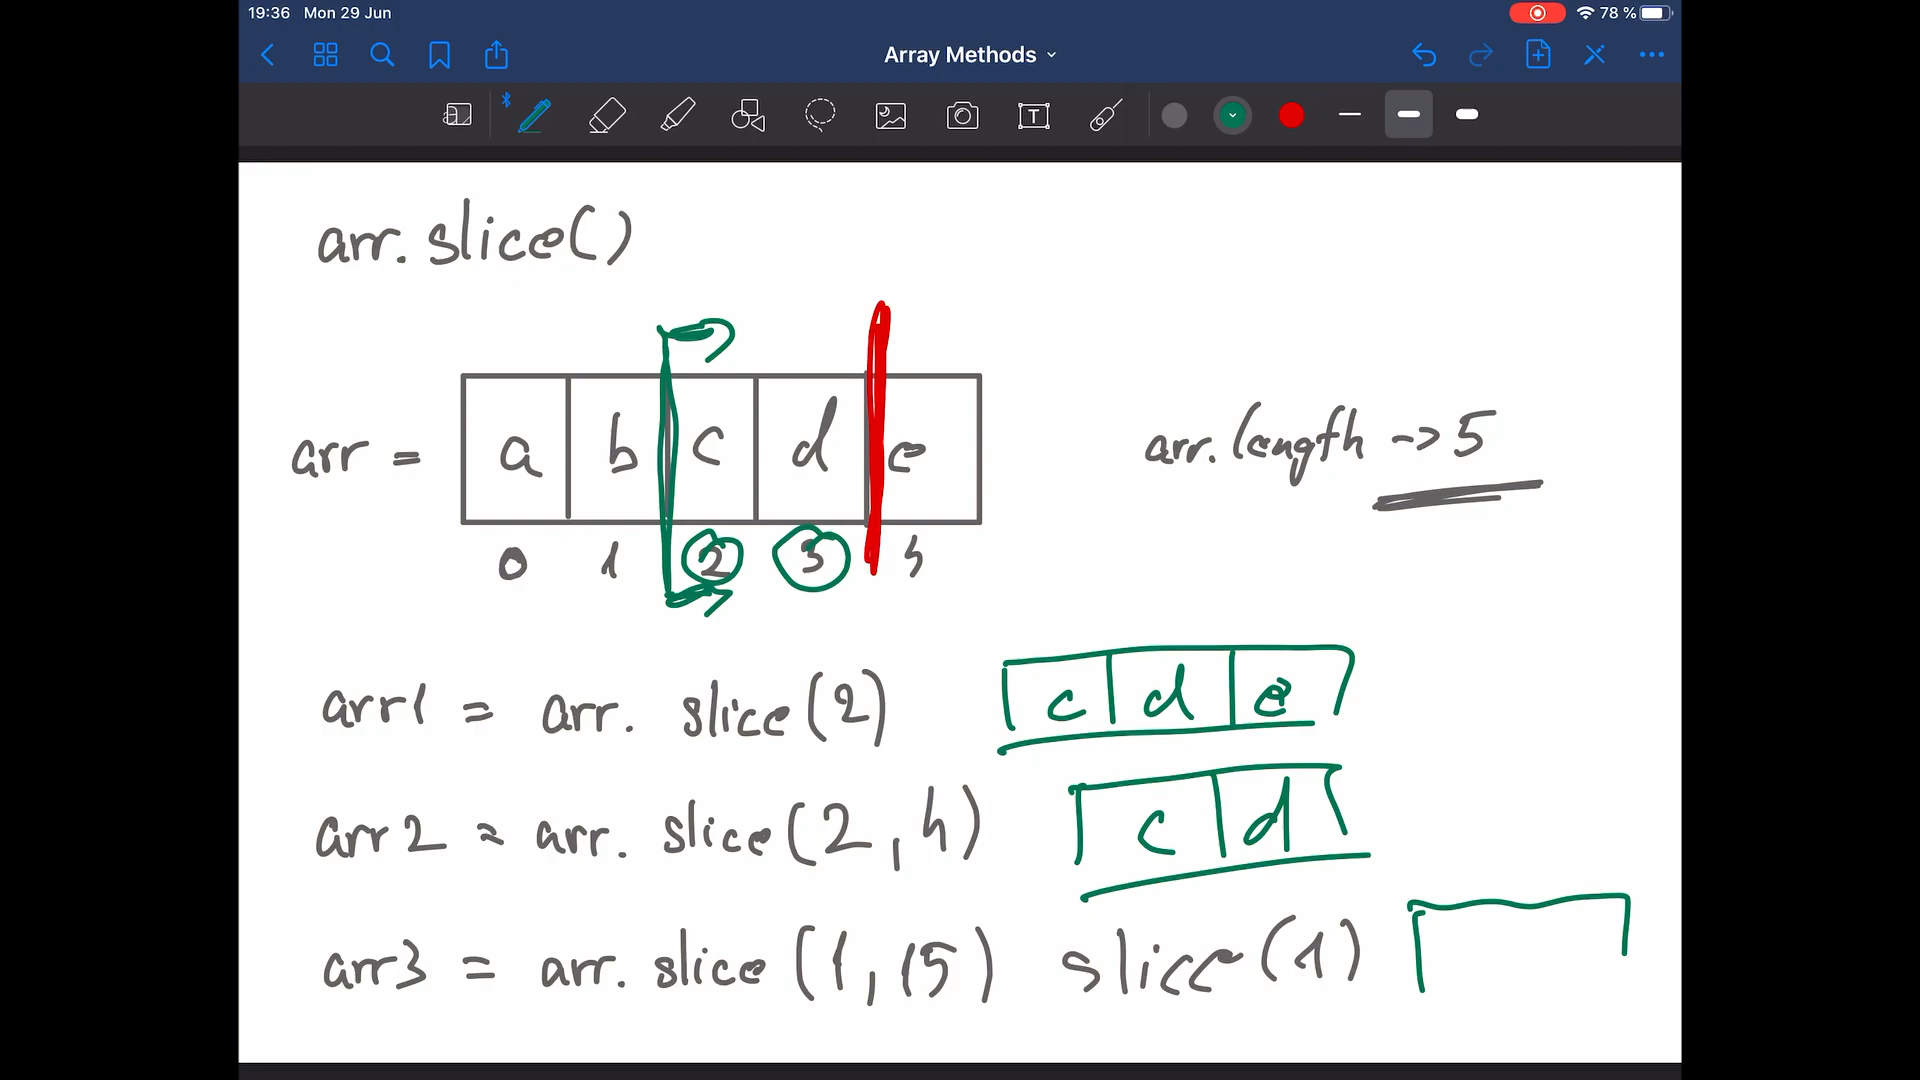 19:36 Mon 29 Jun 78 %
Array Methods
T
arr. slice()
arr = a b c d e
arr. length -> 5
0 1 2 3 4
arr1 = arr. slice(2) c d e
arr2 = arr. slice(2,4) c d
arr3 = arr. slice (1,15) slice(1)